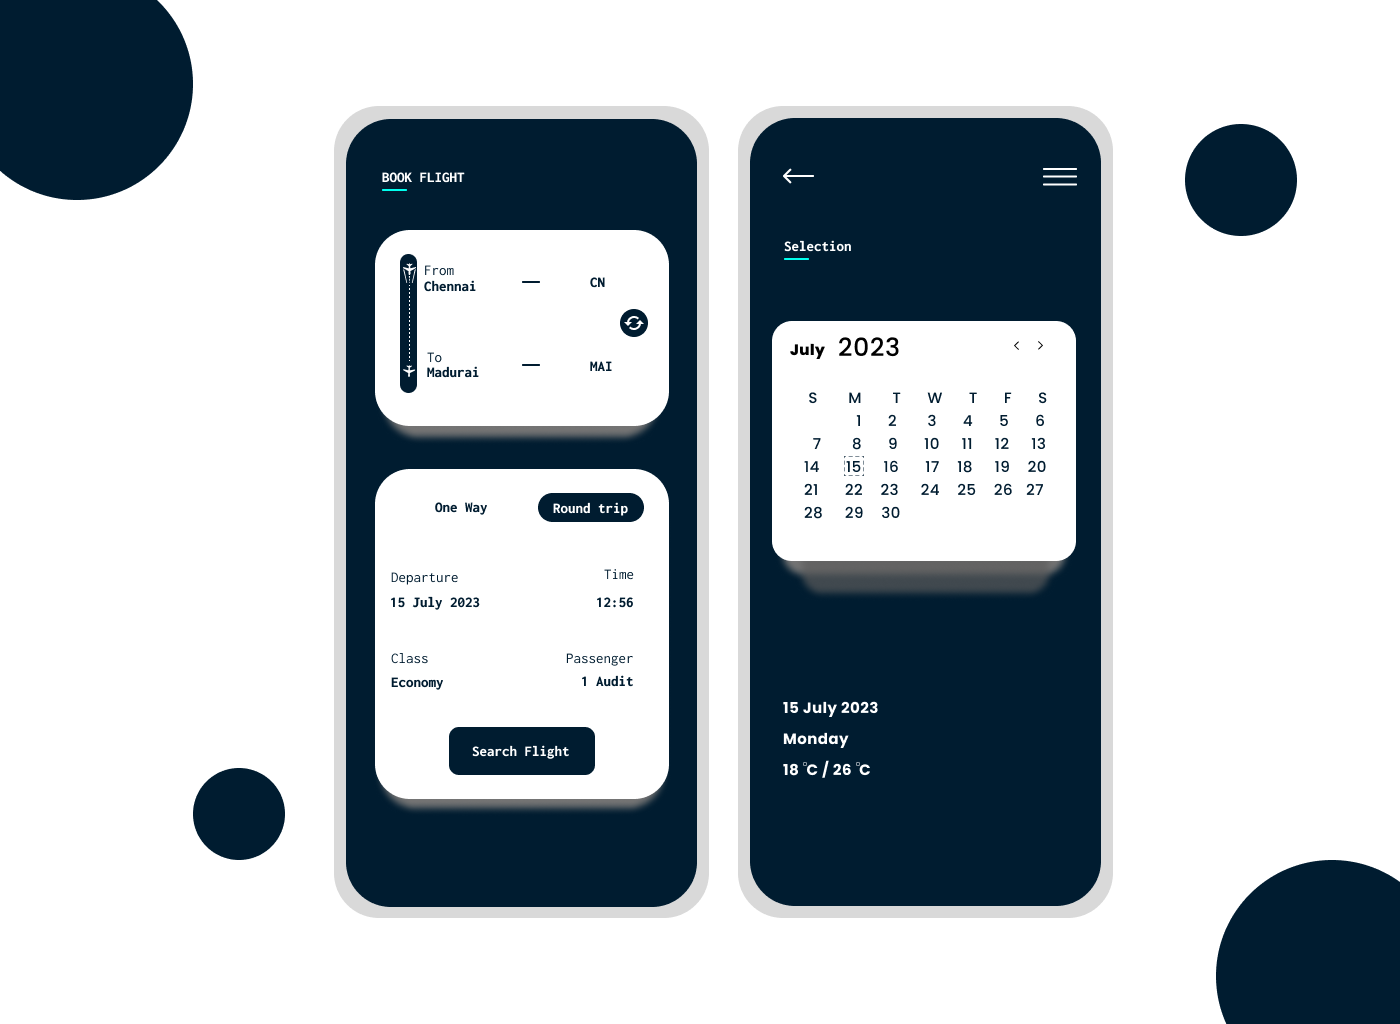 BOOK FLIGHT
From
Chennai — CN
To
Madurai — MAI
One Way Round trip
Departure Time
15 July 2023 12:56
Class Passenger
Economy 1 Audit
Search Flight
Selection
July 2023 < >
S M T W T F S
1 2 3 4 5 6
7 8 9 10 11 12 13
14 15 16 17 18 19 20
21 22 23 24 25 26 27
28 29 30
15 July 2023
Monday
18 °C / 26 °C